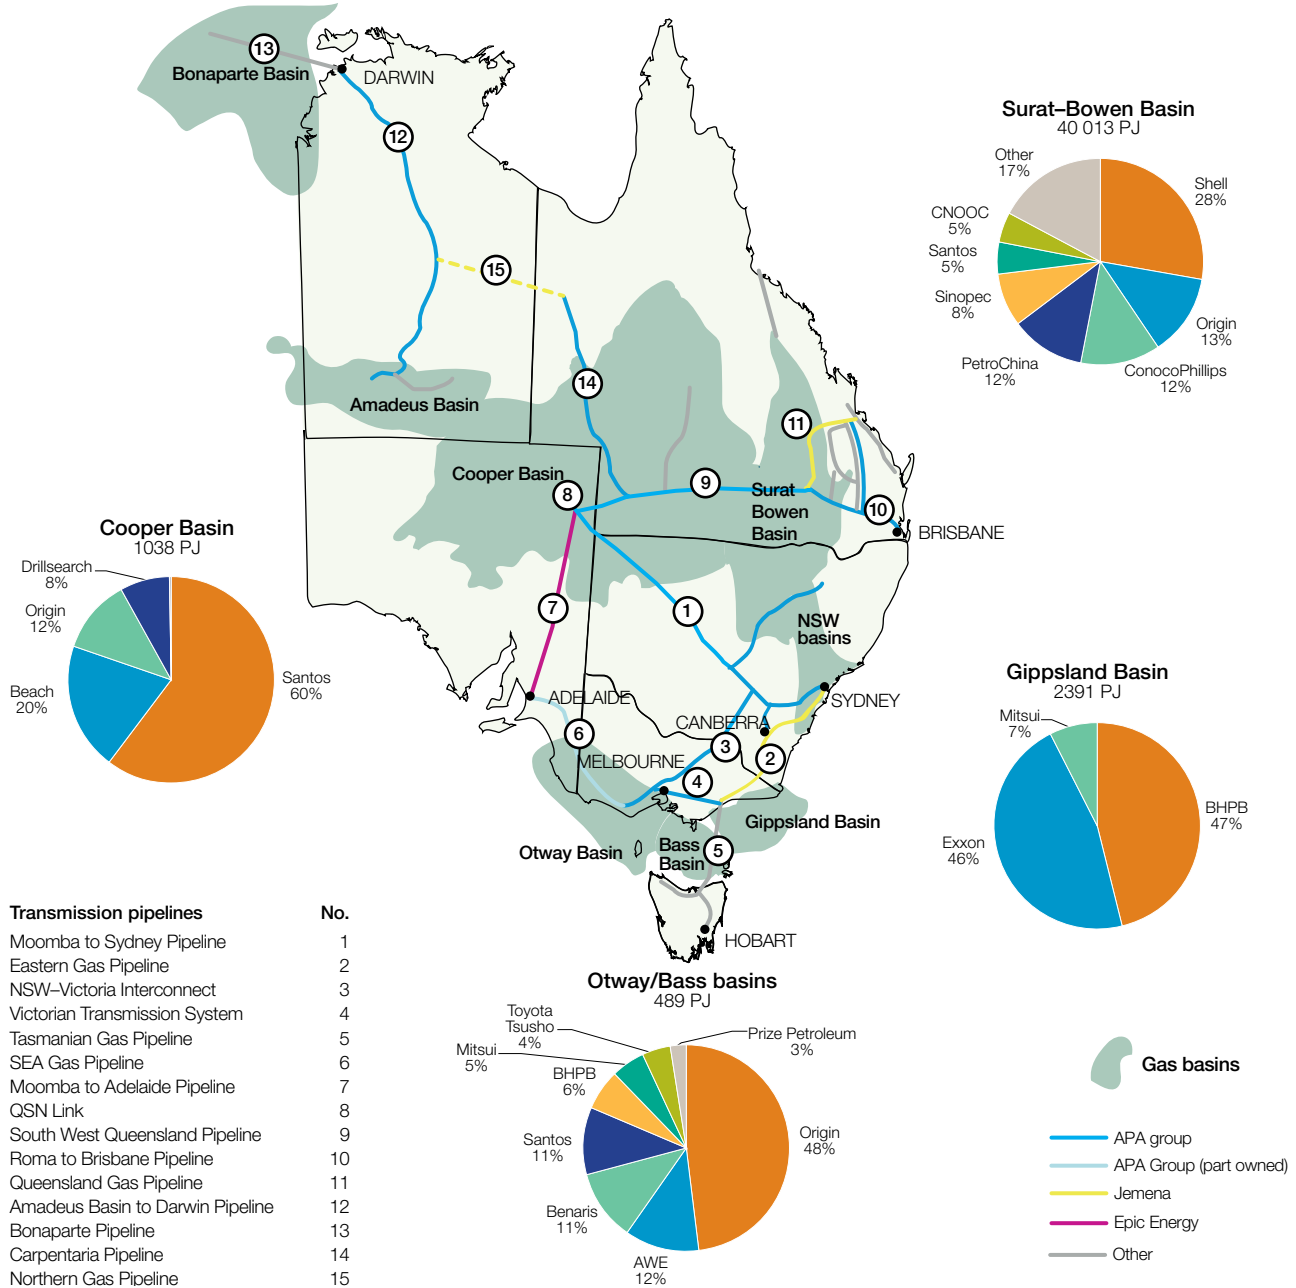 13
Bonaparte Basin
DARWIN
12
15
14
Amadeus Basin
11
Cooper Basin
8
9
Surat
Bowen
Basin
10
BRISBANE
7
1
NSW
basins
ADELAIDE
SYDNEY
CANBERRA
6
3
MELBOURNE
2
4
Gippsland Basin
Otway Basin
Bass
Basin
5
HOBART
Surat–Bowen Basin
40 013 PJ
Other
17%
Shell
28%
CNOOC
5%
Santos
5%
Sinopec
8%
Origin
13%
PetroChina
12%
ConocoPhillips
12%
Cooper Basin
1038 PJ
Drillsearch
8%
Origin
12%
Beach
20%
Santos
60%
Gippsland Basin
2391 PJ
Mitsui
7%
BHPB
47%
Exxon
46%
Transmission pipelines No.
Moomba to Sydney Pipeline 1
Eastern Gas Pipeline 2
NSW–Victoria Interconnect 3
Victorian Transmission System 4
Tasmanian Gas Pipeline 5
SEA Gas Pipeline 6
Moomba to Adelaide Pipeline 7
QSN Link 8
South West Queensland Pipeline 9
Roma to Brisbane Pipeline 10
Queensland Gas Pipeline 11
Amadeus Basin to Darwin Pipeline 12
Bonaparte Pipeline 13
Carpentaria Pipeline 14
Northern Gas Pipeline 15
Otway/Bass basins
489 PJ
Toyota
Tsusho
4%
Prize Petroleum
3%
Mitsui
5%
BHPB
6%
Santos
11%
Origin
48%
Benaris
11%
AWE
12%
Gas basins
APA group
APA Group (part owned)
Jemena
Epic Energy
Other